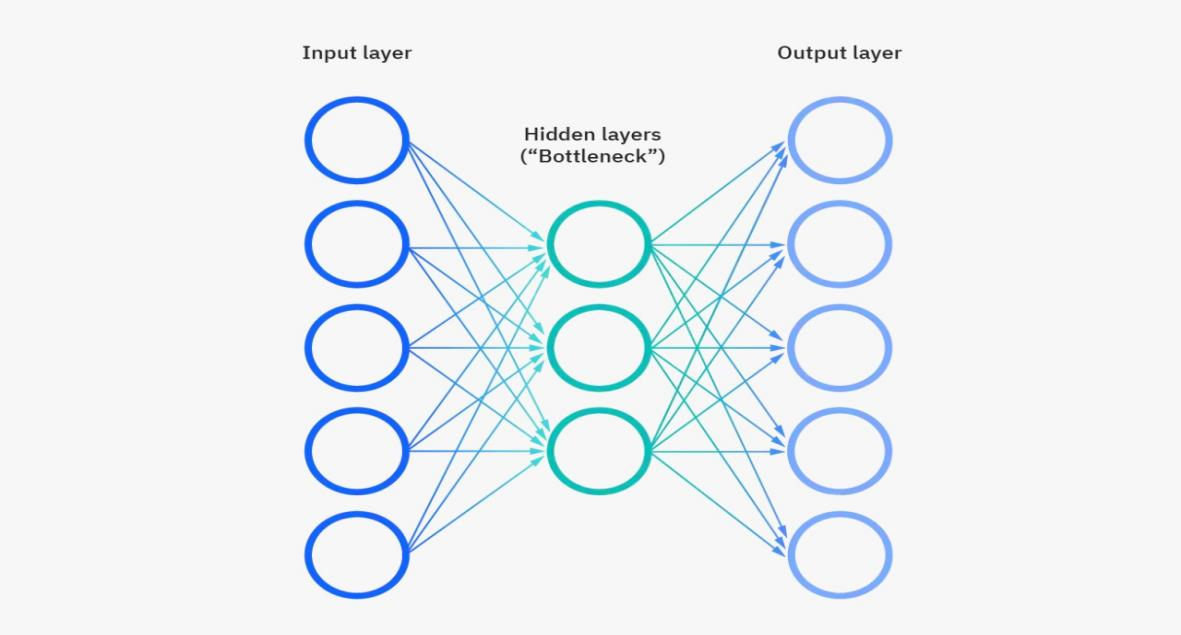 Input layer
Output layer
Hidden layers
(“Bottleneck”)